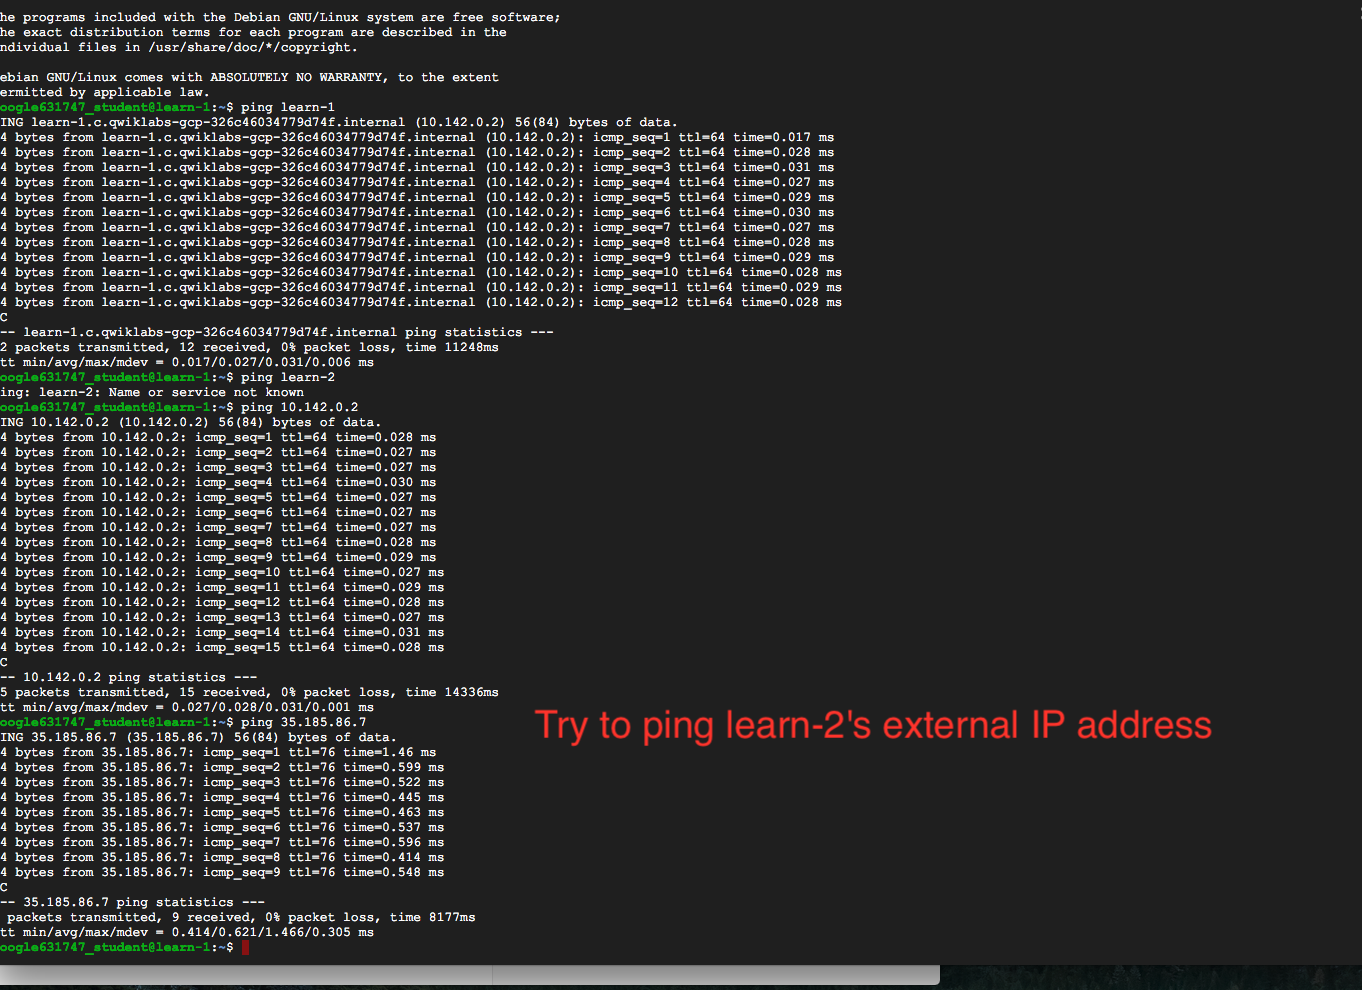 he programs included with the Debian GNU/Linux system are free software;
he exact distribution terms for each program are described in the
ndividual files in /usr/share/doc/*/copyright.
ebian GNU/Linux comes with ABSOLUTELY NO WARRANTY, to the extent
ermitted by applicable law.
oogle631747_student@learn-1:~$ ping learn-1
ING learn-1.c.qwiklabs-gcp-326c46034779d74f.internal (10.142.0.2) 56(84) bytes of data.
4 bytes from learn-1.c.qwiklabs-gcp-326c46034779d74f.internal (10.142.0.2): icmp_seq=1 ttl=64 time=0.017 ms
4 bytes from learn-1.c.qwiklabs-gcp-326c46034779d74f.internal (10.142.0.2): icmp_seq=2 ttl=64 time=0.028 ms
4 bytes from learn-1.c.qwiklabs-gcp-326c46034779d74f.internal (10.142.0.2): icmp_seq=3 ttl=64 time=0.031 ms
4 bytes from learn-1.c.qwiklabs-gcp-326c46034779d74f.internal (10.142.0.2): icmp_seq=4 ttl=64 time=0.027 ms
4 bytes from learn-1.c.qwiklabs-gcp-326c46034779d74f.internal (10.142.0.2): icmp_seq=5 ttl=64 time=0.029 ms
4 bytes from learn-1.c.qwiklabs-gcp-326c46034779d74f.internal (10.142.0.2): icmp_seq=6 ttl=64 time=0.030 ms
4 bytes from learn-1.c.qwiklabs-gcp-326c46034779d74f.internal (10.142.0.2): icmp_seq=7 ttl=64 time=0.027 ms
4 bytes from learn-1.c.qwiklabs-gcp-326c46034779d74f.internal (10.142.0.2): icmp_seq=8 ttl=64 time=0.028 ms
4 bytes from learn-1.c.qwiklabs-gcp-326c46034779d74f.internal (10.142.0.2): icmp_seq=9 ttl=64 time=0.029 ms
4 bytes from learn-1.c.qwiklabs-gcp-326c46034779d74f.internal (10.142.0.2): icmp_seq=10 ttl=64 time=0.028 ms
4 bytes from learn-1.c.qwiklabs-gcp-326c46034779d74f.internal (10.142.0.2): icmp_seq=11 ttl=64 time=0.029 ms
4 bytes from learn-1.c.qwiklabs-gcp-326c46034779d74f.internal (10.142.0.2): icmp_seq=12 ttl=64 time=0.028 ms
C
-- learn-1.c.qwiklabs-gcp-326c46034779d74f.internal ping statistics ---
2 packets transmitted, 12 received, 0% packet loss, time 11248ms
tt min/avg/max/mdev = 0.017/0.027/0.031/0.006 ms
oogle631747_student@learn-1:~$ ping learn-2
ing: learn-2: Name or service not known
oogle631747_student@learn-1:~$ ping 10.142.0.2
ING 10.142.0.2 (10.142.0.2) 56(84) bytes of data.
4 bytes from 10.142.0.2: icmp_seq=1 ttl=64 time=0.028 ms
4 bytes from 10.142.0.2: icmp_seq=2 ttl=64 time=0.027 ms
4 bytes from 10.142.0.2: icmp_seq=3 ttl=64 time=0.027 ms
4 bytes from 10.142.0.2: icmp_seq=4 ttl=64 time=0.030 ms
4 bytes from 10.142.0.2: icmp_seq=5 ttl=64 time=0.027 ms
4 bytes from 10.142.0.2: icmp_seq=6 ttl=64 time=0.027 ms
4 bytes from 10.142.0.2: icmp_seq=7 ttl=64 time=0.027 ms
4 bytes from 10.142.0.2: icmp_seq=8 ttl=64 time=0.028 ms
4 bytes from 10.142.0.2: icmp_seq=9 ttl=64 time=0.029 ms
4 bytes from 10.142.0.2: icmp_seq=10 ttl=64 time=0.027 ms
4 bytes from 10.142.0.2: icmp_seq=11 ttl=64 time=0.029 ms
4 bytes from 10.142.0.2: icmp_seq=12 ttl=64 time=0.028 ms
4 bytes from 10.142.0.2: icmp_seq=13 ttl=64 time=0.027 ms
4 bytes from 10.142.0.2: icmp_seq=14 ttl=64 time=0.031 ms
4 bytes from 10.142.0.2: icmp_seq=15 ttl=64 time=0.028 ms
C
-- 10.142.0.2 ping statistics ---
5 packets transmitted, 15 received, 0% packet loss, time 14336ms
tt min/avg/max/mdev = 0.027/0.028/0.031/0.001 ms
oogle631747_student@learn-1:~$ ping 35.185.86.7
Try to ping learn-2's external IP address
ING 35.185.86.7 (35.185.86.7) 56(84) bytes of data.
4 bytes from 35.185.86.7: icmp_seq=1 ttl=76 time=1.46 ms
4 bytes from 35.185.86.7: icmp_seq=2 ttl=76 time=0.599 ms
4 bytes from 35.185.86.7: icmp_seq=3 ttl=76 time=0.522 ms
4 bytes from 35.185.86.7: icmp_seq=4 ttl=76 time=0.445 ms
4 bytes from 35.185.86.7: icmp_seq=5 ttl=76 time=0.463 ms
4 bytes from 35.185.86.7: icmp_seq=6 ttl=76 time=0.537 ms
4 bytes from 35.185.86.7: icmp_seq=7 ttl=76 time=0.596 ms
4 bytes from 35.185.86.7: icmp_seq=8 ttl=76 time=0.414 ms
4 bytes from 35.185.86.7: icmp_seq=9 ttl=76 time=0.548 ms
C
-- 35.185.86.7 ping statistics ---
packets transmitted, 9 received, 0% packet loss, time 8177ms
tt min/avg/max/mdev = 0.414/0.621/1.466/0.305 ms
oogle631747_student@learn-1:~$